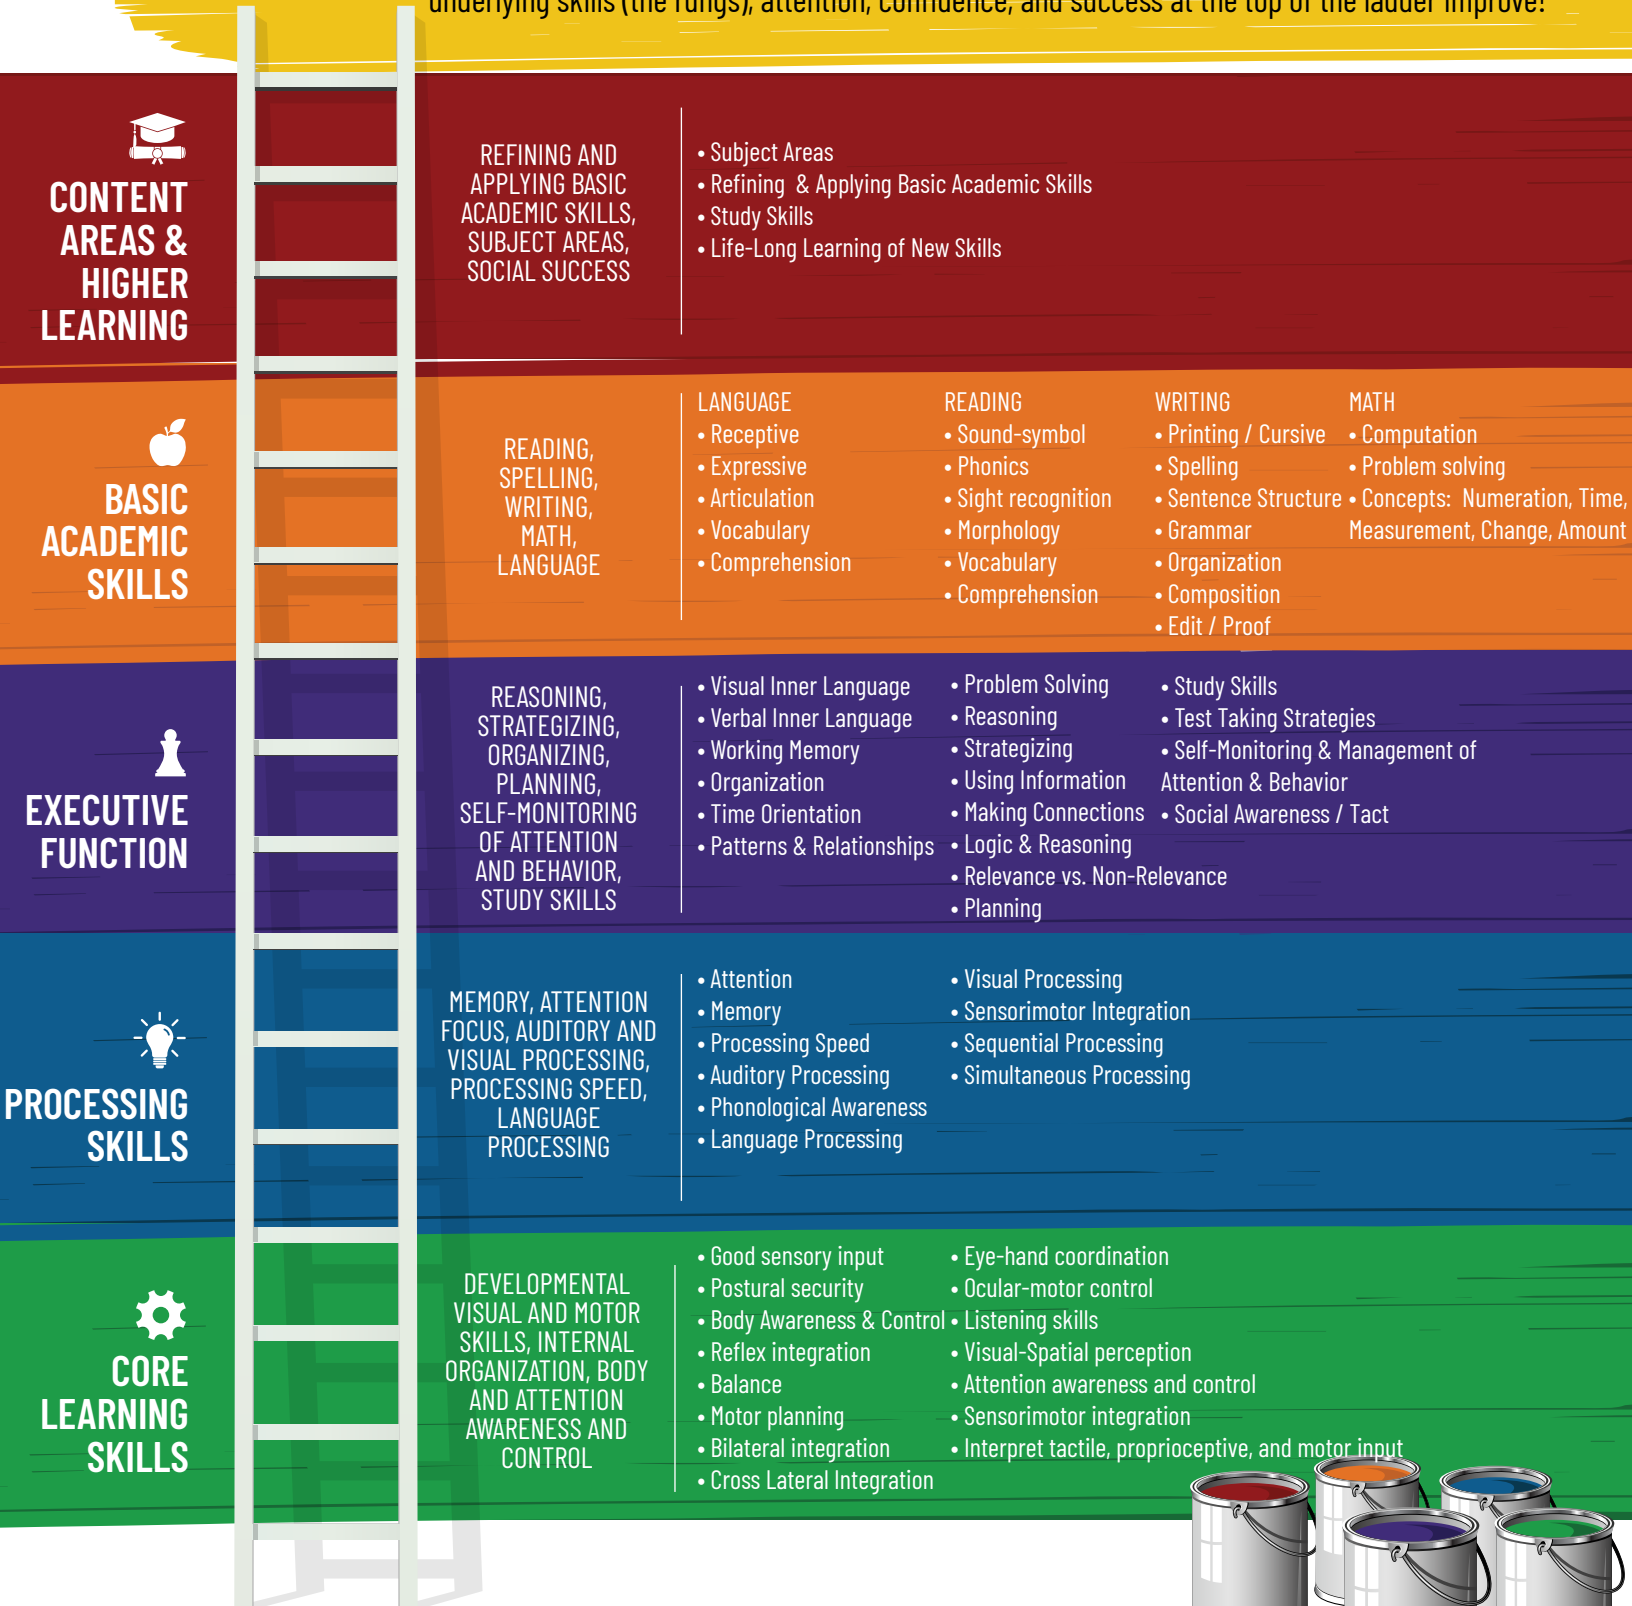 underlying skills (the rungs), attention, confidence, and success at the top of the ladder improve!
CONTENT
AREAS &
HIGHER
LEARNING
REFINING AND
APPLYING BASIC
ACADEMIC SKILLS,
SUBJECT AREAS,
SOCIAL SUCCESS
• Subject Areas
• Refining & Applying Basic Academic Skills
• Study Skills
• Life-Long Learning of New Skills
BASIC
ACADEMIC
SKILLS
READING,
SPELLING,
WRITING,
MATH,
LANGUAGE
LANGUAGE
• Receptive
• Expressive
• Articulation
• Vocabulary
• Comprehension
READING
• Sound-symbol
• Phonics
• Sight recognition
• Morphology
• Vocabulary
• Comprehension
WRITING
• Printing / Cursive
• Spelling
• Sentence Structure
• Grammar
• Organization
• Composition
• Edit / Proof
MATH
• Computation
• Problem solving
• Concepts: Numeration, Time,
Measurement, Change, Amount
EXECUTIVE
FUNCTION
REASONING,
STRATEGIZING,
ORGANIZING,
PLANNING,
SELF-MONITORING
OF ATTENTION
AND BEHAVIOR,
STUDY SKILLS
• Visual Inner Language
• Verbal Inner Language
• Working Memory
• Organization
• Time Orientation
• Patterns & Relationships
• Problem Solving
• Reasoning
• Strategizing
• Using Information
• Making Connections
• Logic & Reasoning
• Relevance vs. Non-Relevance
• Planning
• Study Skills
• Test Taking Strategies
• Self-Monitoring & Management of
Attention & Behavior
• Social Awareness / Tact
PROCESSING
SKILLS
MEMORY, ATTENTION
FOCUS, AUDITORY AND
VISUAL PROCESSING,
PROCESSING SPEED,
LANGUAGE
PROCESSING
• Attention
• Memory
• Processing Speed
• Auditory Processing
• Phonological Awareness
• Language Processing
• Visual Processing
• Sensorimotor Integration
• Sequential Processing
• Simultaneous Processing
CORE
LEARNING
SKILLS
DEVELOPMENTAL
VISUAL AND MOTOR
SKILLS, INTERNAL
ORGANIZATION, BODY
AND ATTENTION
AWARENESS AND
CONTROL
• Good sensory input
• Postural security
• Body Awareness & Control
• Reflex integration
• Balance
• Motor planning
• Bilateral integration
• Cross Lateral Integration
• Eye-hand coordination
• Ocular-motor control
• Listening skills
• Visual-Spatial perception
• Attention awareness and control
• Sensorimotor integration
• Interpret tactile, proprioceptive, and motor input